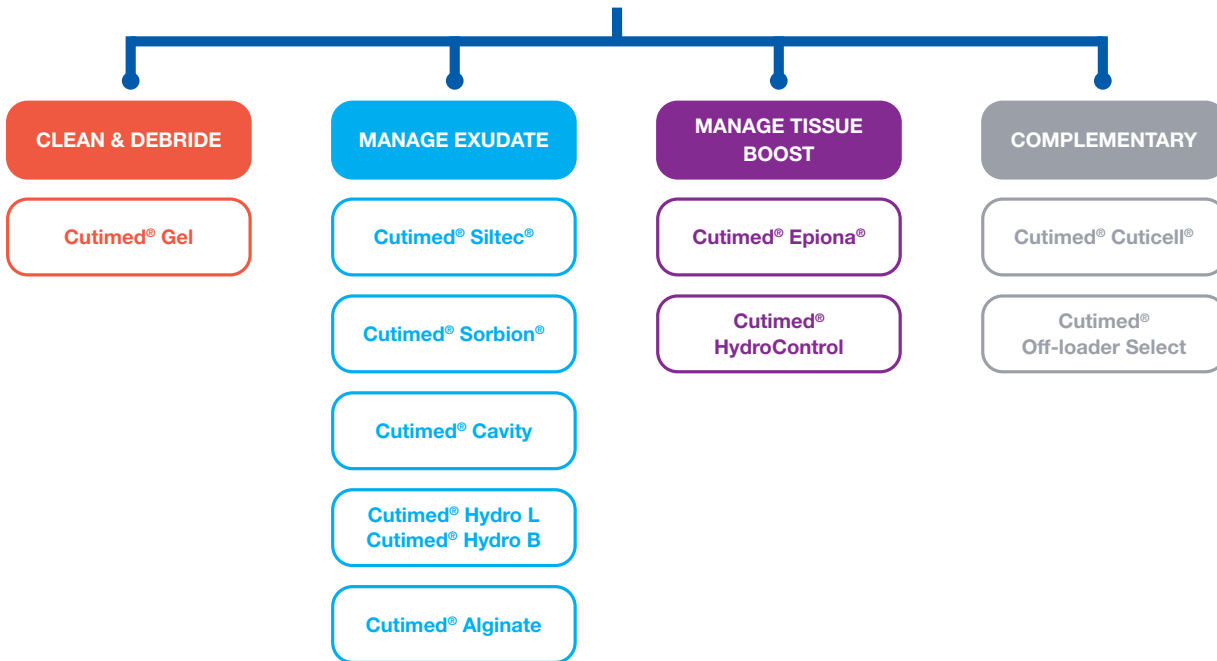 CLEAN & DEBRIDE
Cutimed® Gel
MANAGE EXUDATE
Cutimed® Siltec®
Cutimed® Sorbion®
Cutimed® Cavity
Cutimed® Hydro L
Cutimed® Hydro B
Cutimed® Alginate
MANAGE TISSUE
BOOST
Cutimed® Epiona®
Cutimed®
HydroControl
COMPLEMENTARY
Cutimed® Cuticell®
Cutimed®
Off-loader Select